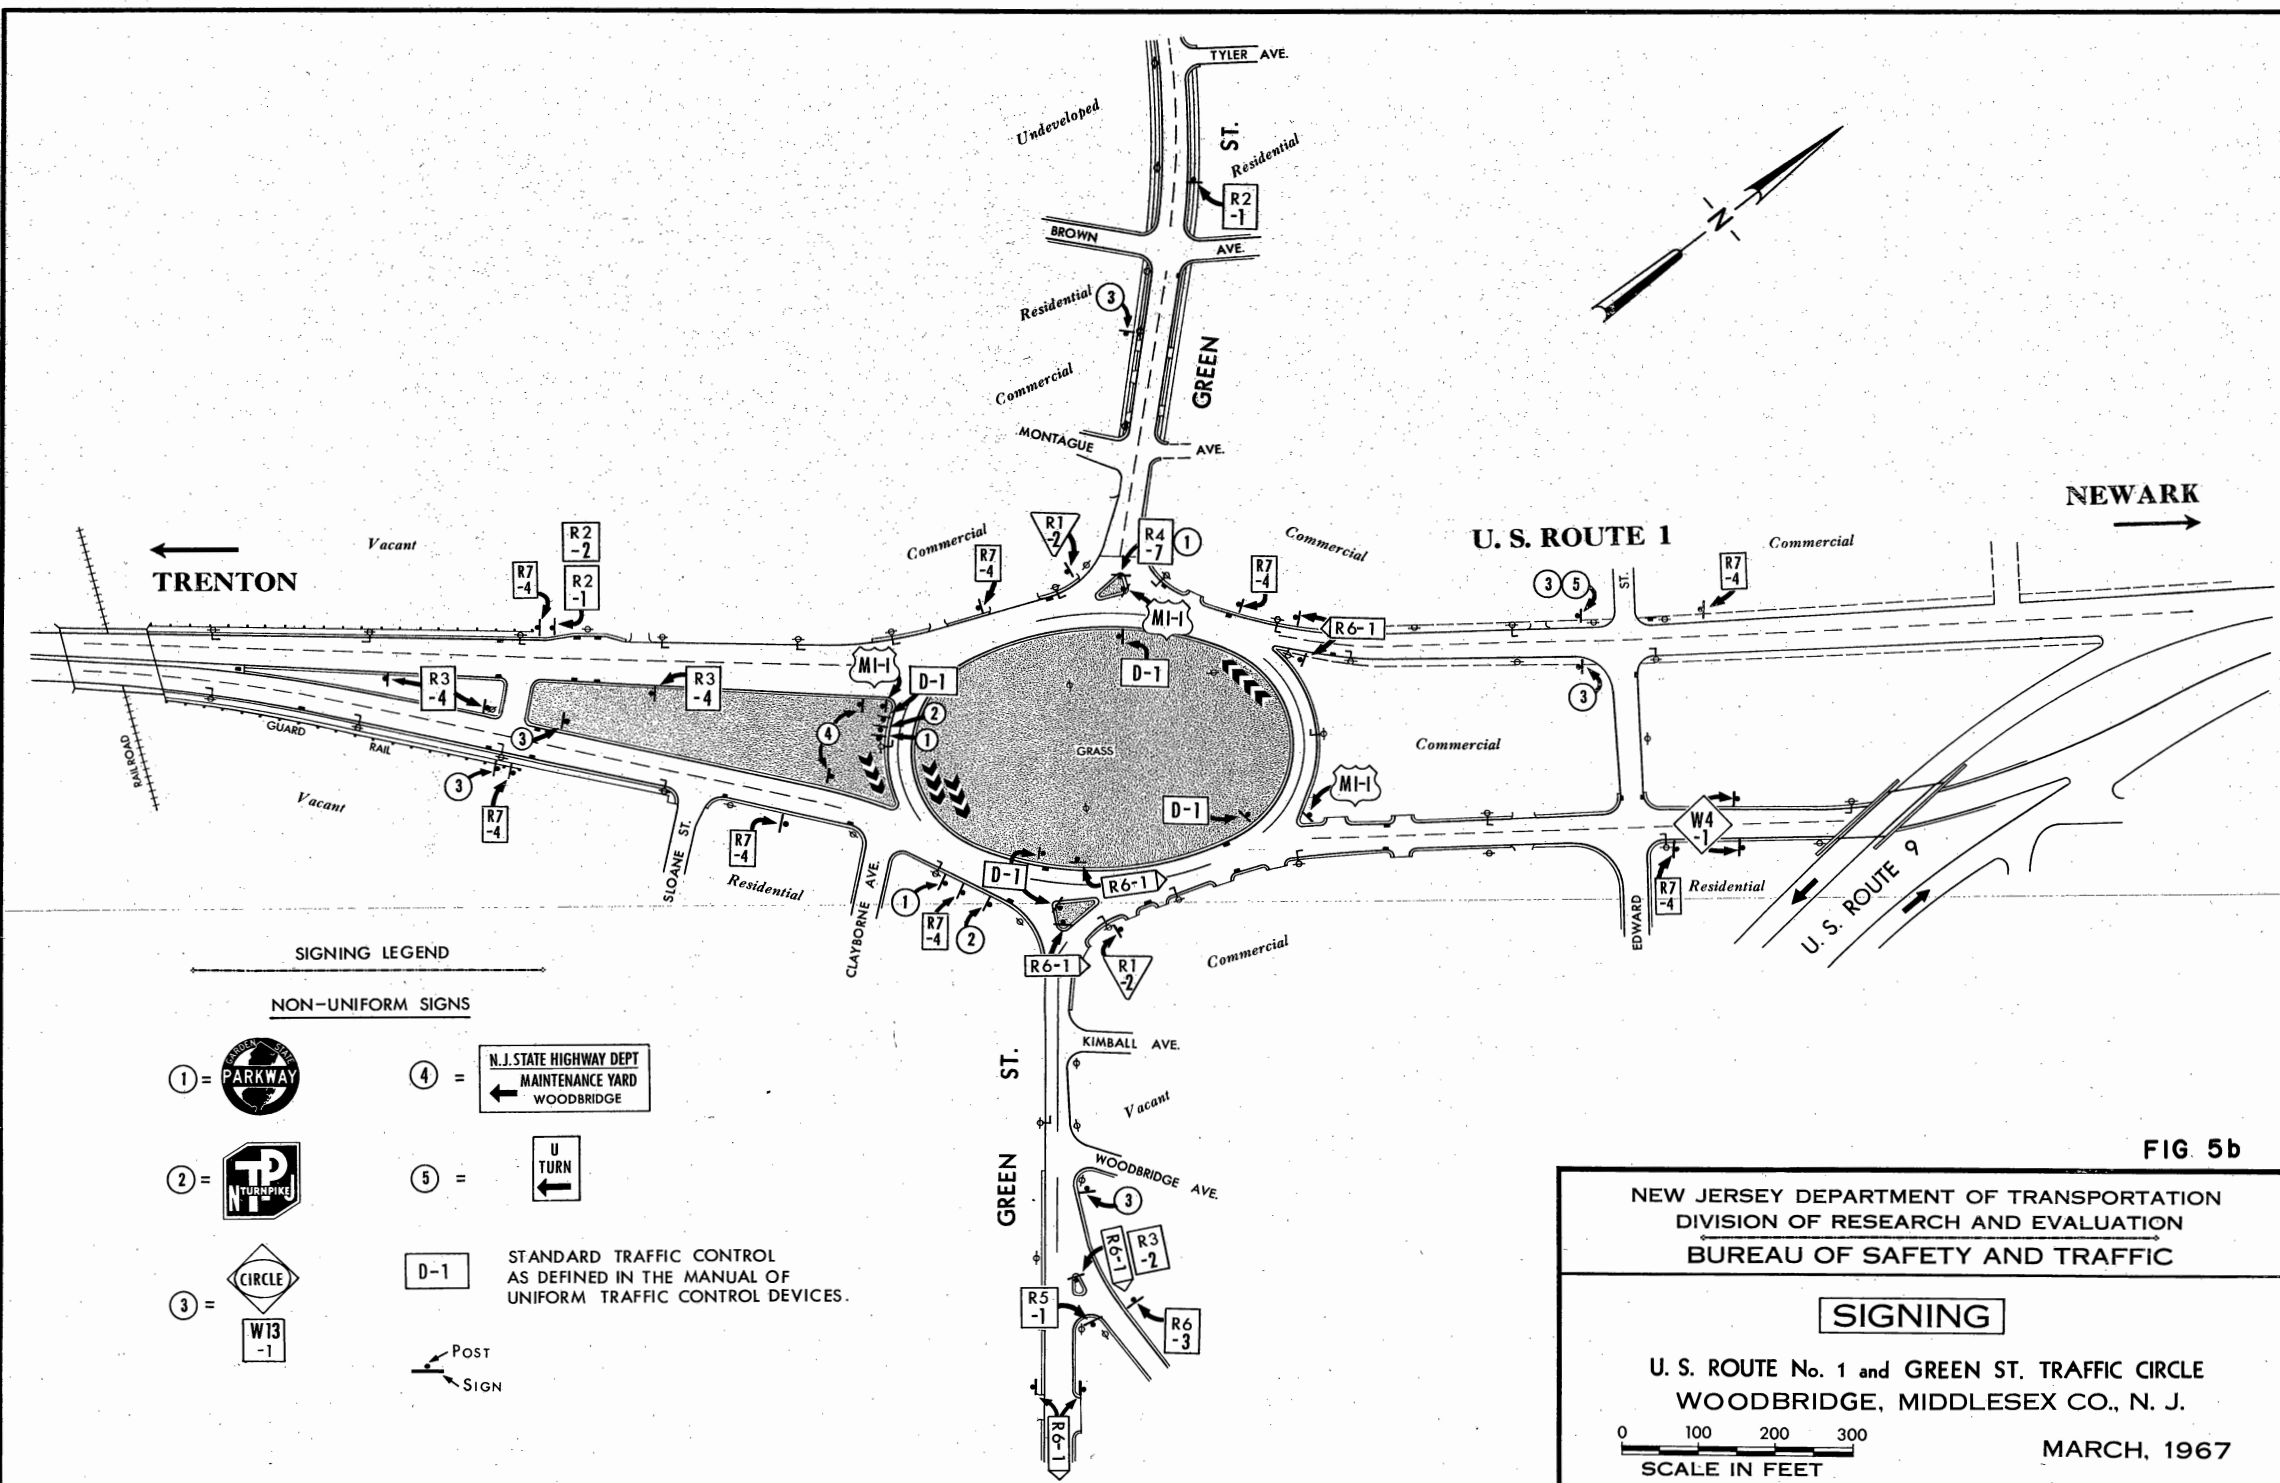 TYLER AVE.
Undeveloped
ST.
Residential
R2
-1
BROWN
AVE.
N
Residential
3
GREEN
Commercial
MONTAGUE
AVE.
NEWARK
U. S. ROUTE 1
Commercial
Vacant
TRENTON
R2
-2
R7
-4
R2
-1
Commercial
R7
-4
R1
-2
R4
-7
1
Commercial
R7
-4
3
5
ST.
R7
-4
M1-1
R6-1
M1-1
D-1
D-1
R3
-4
R3
-4
3
4
2
1
3
GRASS
Commercial
GUARD
RAIL
RAILROAD
Vacant
3
R7
-4
M1-1
D-1
W4
-1
SLOANE ST.
R7
-4
Residential
CLAYBORNE AVE.
1
R7
-4
2
D-1
R6-1
R6-1
R1
-2
Commercial
EDWARD
R7
-4
Residential
U. S. ROUTE 9
SIGNING LEGEND
NON-UNIFORM SIGNS
1 =
GARDEN STATE
PARKWAY
4 =
N.J. STATE HIGHWAY DEPT
MAINTENANCE YARD
WOODBRIDGE
2 =
TP
N TURNPIKE J
5 =
U
TURN
3 =
CIRCLE
W13
-1
D-1
STANDARD TRAFFIC CONTROL
AS DEFINED IN THE MANUAL OF
UNIFORM TRAFFIC CONTROL DEVICES.
POST
SIGN
KIMBALL AVE.
ST.
Vacant
GREEN
WOODBRIDGE AVE.
3
R6-1
R3
-2
R5
-1
R6
-3
R6-1
FIG. 5b
NEW JERSEY DEPARTMENT OF TRANSPORTATION
DIVISION OF RESEARCH AND EVALUATION
BUREAU OF SAFETY AND TRAFFIC
SIGNING
U. S. ROUTE No. 1 and GREEN ST. TRAFFIC CIRCLE
WOODBRIDGE, MIDDLESEX CO., N. J.
0 100 200 300
SCALE IN FEET
MARCH, 1967